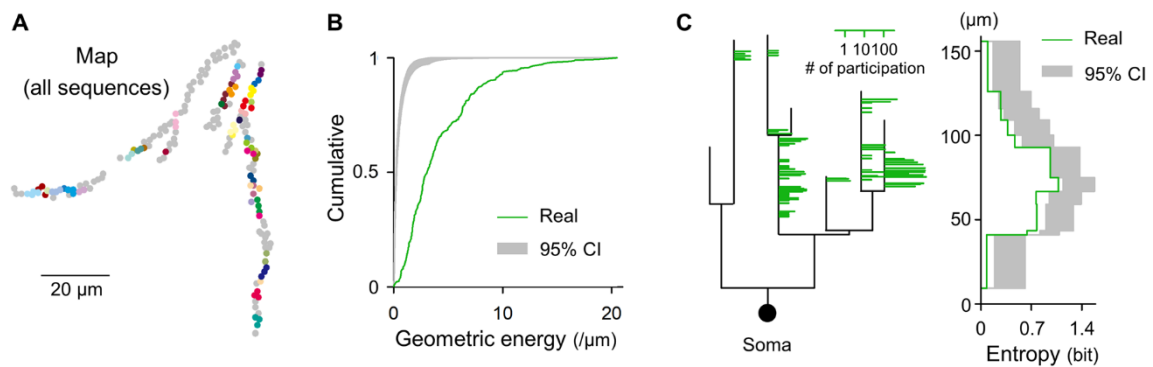 A
Map
(all sequences)
20 µm
B
1
0.5
0
Cumulative
Real
95% CI
0
10
20
Geometric energy (/µm)
C
1 10 100
# of participation
Soma
(µm)
150
100
50
0
Real
95% CI
0
0.7
1.4
Entropy (bit)